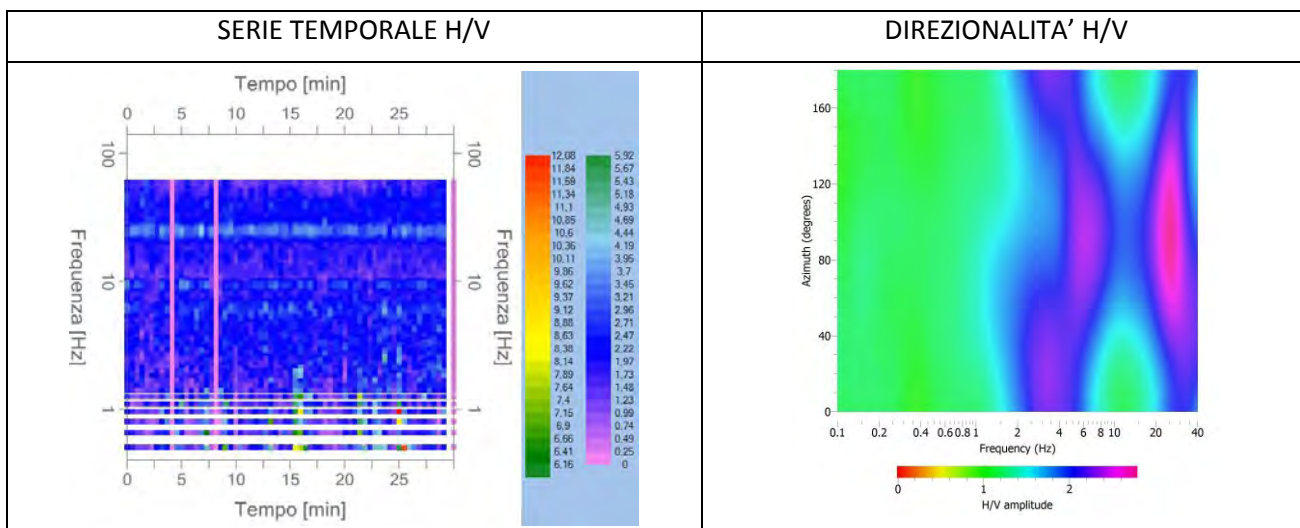 SERIE TEMPORALE H/V
DIREZIONALITA’ H/V
Tempo [min]
0 5 10 15 20 25
100 100
10 10
1 1
Frequenza [Hz]
Frequenza [Hz]
0 5 10 15 20 25
Tempo [min]
12,08 5,92
11,84 5,67
11,59 5,43
11,34 5,18
11,1 4,93
10,85 4,69
10,6 4,44
10,36 4,19
10,11 3,95
9,86 3,7
9,62 3,45
9,37 3,21
9,12 2,96
8,88 2,71
8,63 2,47
8,38 2,22
8,14 1,97
7,89 1,73
7,64 1,48
7,4 1,23
7,15 0,99
6,9 0,74
6,66 0,49
6,41 0,25
6,16 0
Azimuth (degrees)
160
120
80
40
0
0.1 0.2 0.4 0.6 0.8 1 2 4 6 8 10 20 40
Frequency (Hz)
0 1 2
H/V amplitude